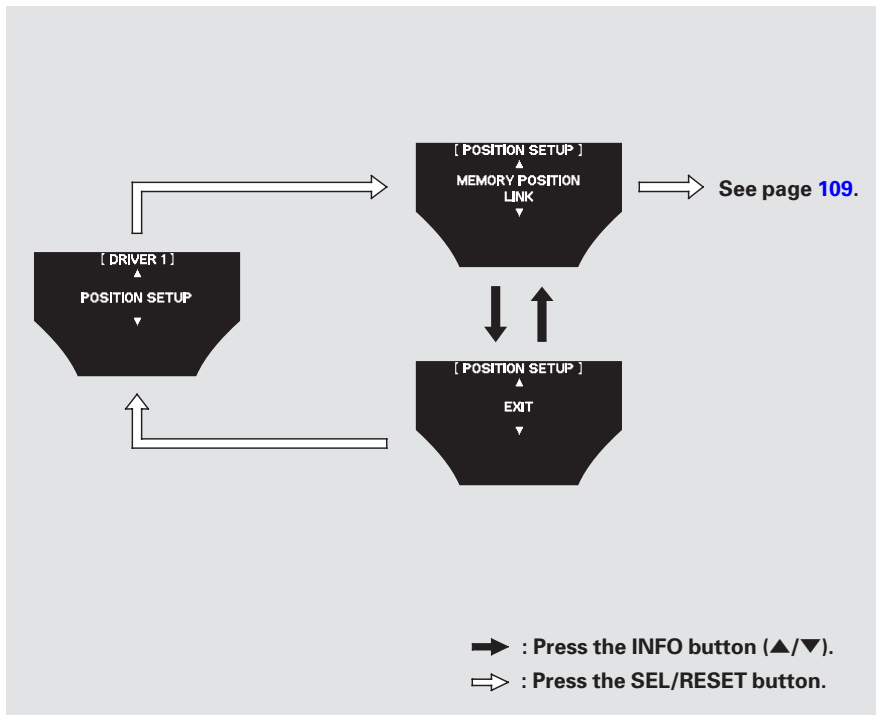 [ POSITION SETUP ]
▲
MEMORY POSITION
LINK
▼
See page 109.
[ DRIVER 1 ]
▲
POSITION SETUP
▼
[ POSITION SETUP ]
▲
EXIT
▼
: Press the INFO button (▲/▼).
: Press the SEL/RESET button.